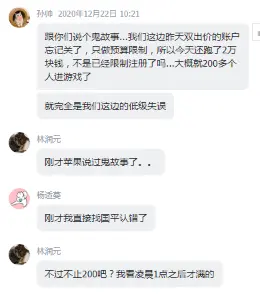 孙帅 2020年12月22日 10:21
跟你们说个鬼故事...我们这边昨天双出价的账户
忘记关了，只做预算限制，所以今天还跑了2万
块钱，不是已经限制注册了吗...大概就200多个
人进游戏了
就完全是我们这边的低级失误
林涧元
刚才苹果说过鬼故事了。。
杨适葵
刚才我直接找国平认错了
林涧元
不过不止200吧？我看凌晨1点之后才满的